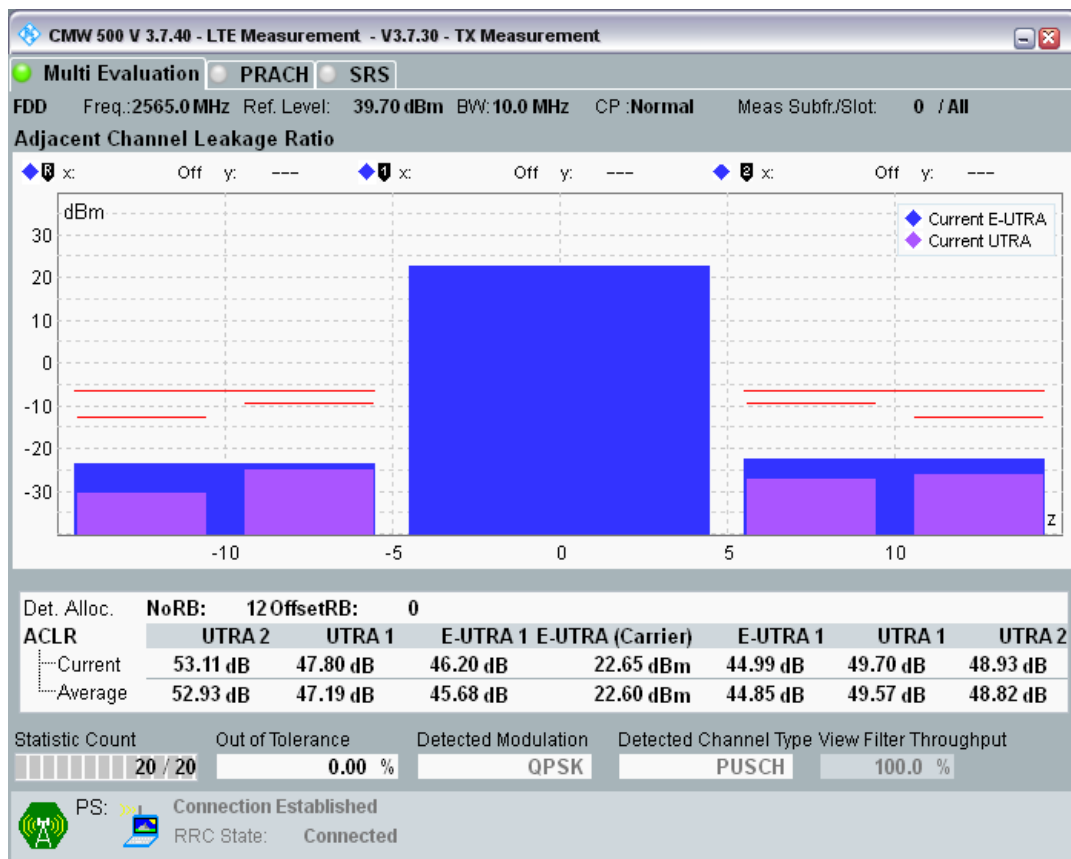 CMW 500 V 3.7.40 - LTE Measurement - V3.7.30 - TX Measurement
Multi Evaluation PRACH SRS
FDD Freq.:2565.0 MHz Ref. Level: 39.70 dBm BW:10.0 MHz CP :Normal Meas Subfr./Slot: 0 / All
Adjacent Channel Leakage Ratio
R x: Off y: --- 1 x: Off y: --- 2 x: Off y: ---
dBm
Current E-UTRA
Current UTRA
30
20
10
0
-10
-20
-30
z
-10 -5 0 5 10
Det. Alloc. NoRB: 12 OffsetRB: 0
ACLR UTRA 2 UTRA 1 E-UTRA 1 E-UTRA (Carrier) E-UTRA 1 UTRA 1 UTRA 2
Current 53.11 dB 47.80 dB 46.20 dB 22.65 dBm 44.99 dB 49.70 dB 48.93 dB
Average 52.93 dB 47.19 dB 45.68 dB 22.60 dBm 44.85 dB 49.57 dB 48.82 dB
Statistic Count Out of Tolerance Detected Modulation Detected Channel Type View Filter Throughput
20 / 20 0.00 % QPSK PUSCH 100.0 %
PS: Connection Established
RRC State: Connected